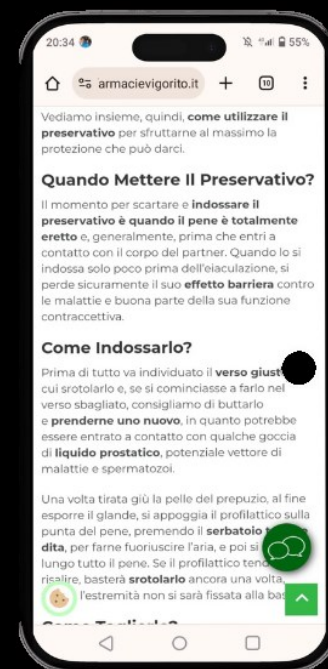 20:34 55%
armacievigorito.it 10
Vediamo insieme, quindi, come utilizzare il
preservativo per sfruttarne al massimo la
protezione che può darci.
Quando Mettere Il Preservativo?
Il momento per scartare e indossare il
preservativo è quando il pene è totalmente
eretto e, generalmente, prima che entri a
contatto con il corpo del partner. Quando lo si
indossa solo poco prima dell'eiaculazione, si
perde sicuramente il suo effetto barriera contro
le malattie e buona parte della sua funzione
contraccettiva.
Come Indossarlo?
Prima di tutto va individuato il verso
cui srotolarlo e, se si cominciasse a farlo nel
verso sbagliato, consigliamo di buttarlo
e prenderne uno nuovo, in quanto potrebbe
essere entrato a contatto con qualche goccia
di liquido prostatico, potenziale vettore di
malattie e spermatozoi.
Una volta tirata giù la pelle del prepuzio, al fine
esporre il glande, si appoggia il profilattico sulla
punta del pene, premendo il serbatoio
dita, per farne fuoriuscire l'aria, e poi si
lungo tutto il pene. Se il profilattico
risalire, basterà srotolarlo ancora una volta,
l'estremità non si sarà fissata alla